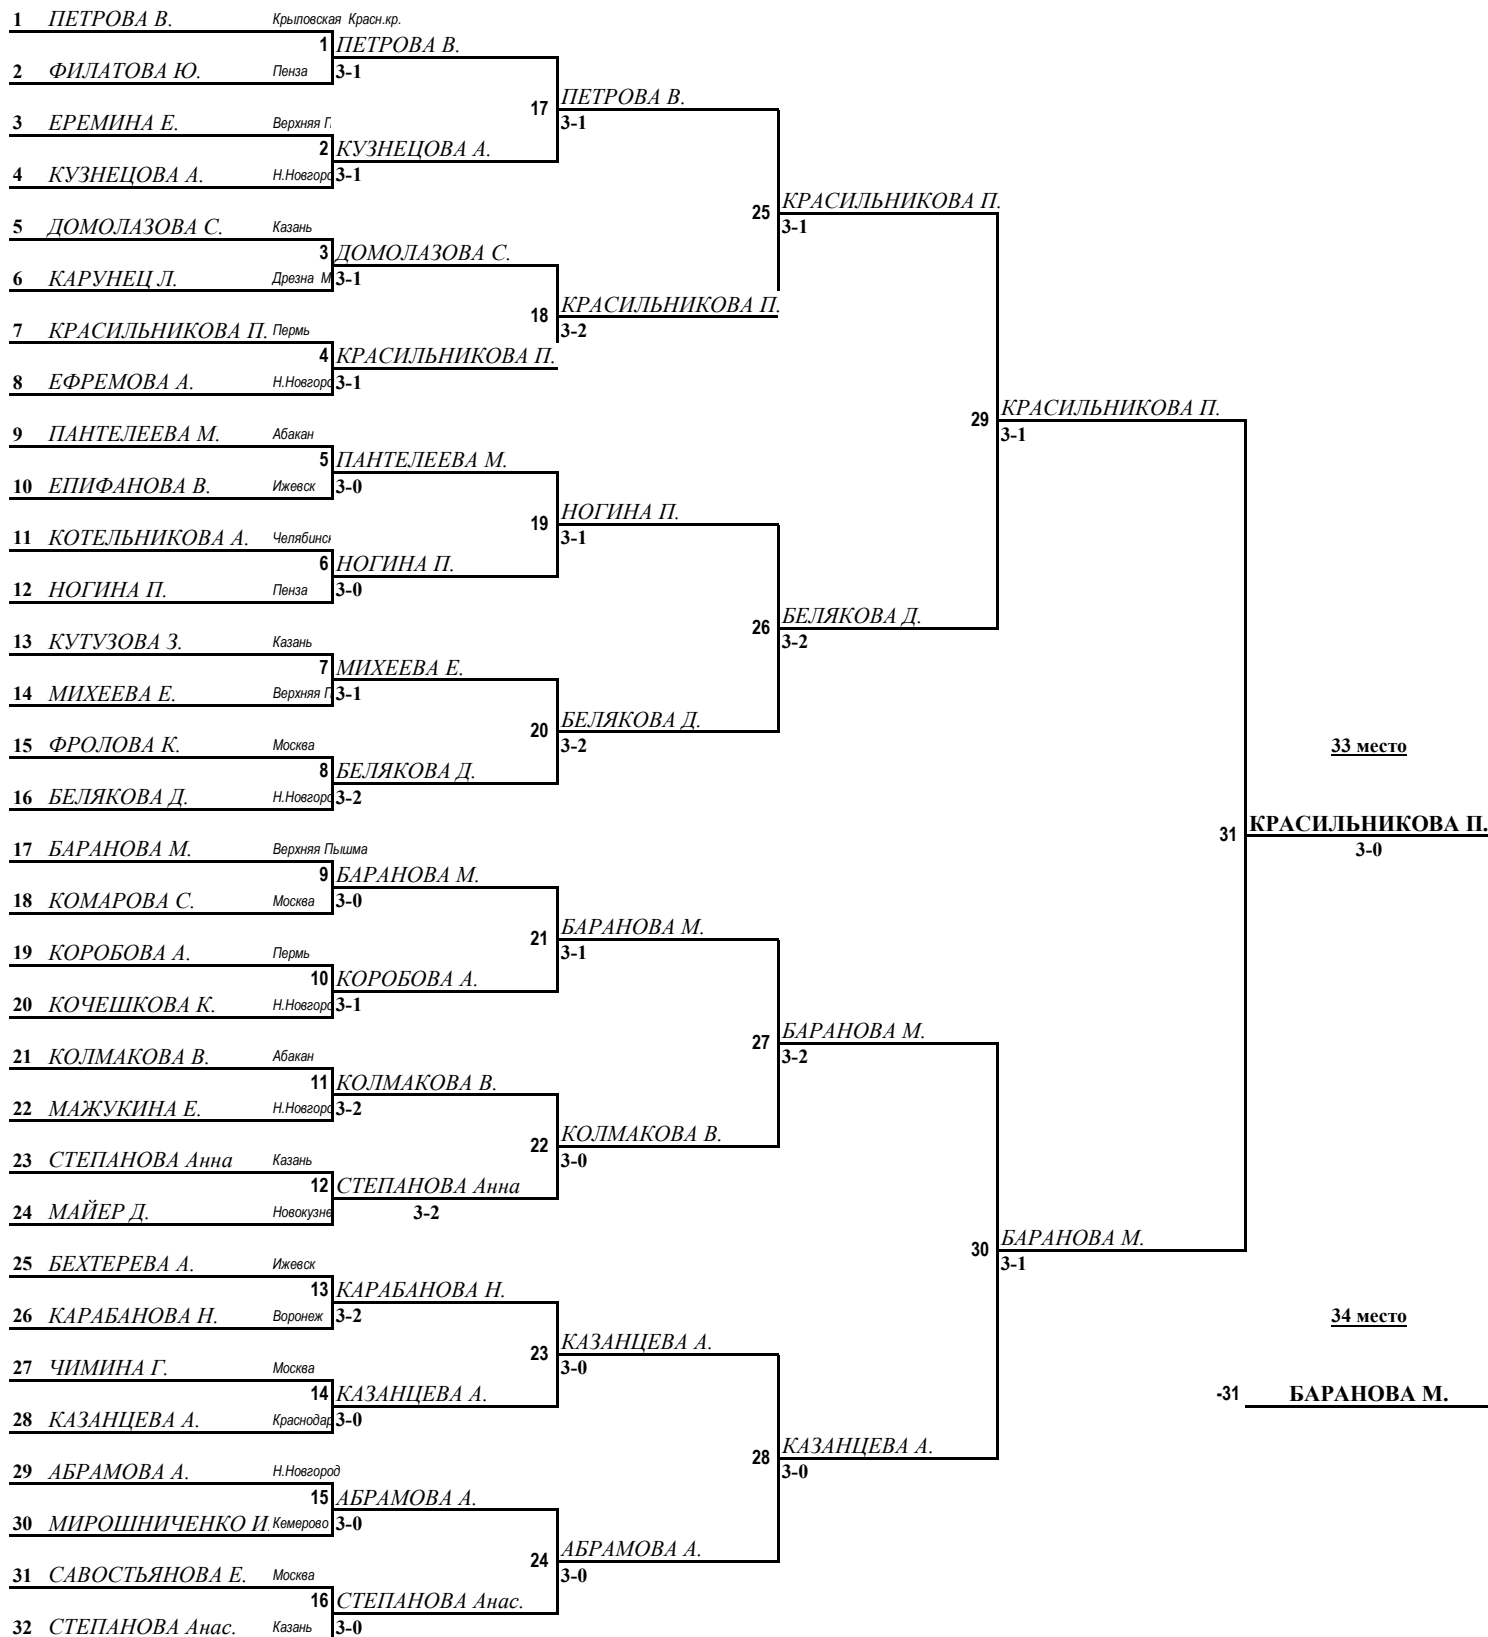 1 ПЕТРОВА В. Крыловская Красн.кр.
1 ПЕТРОВА В.
2 ФИЛАТОВА Ю. Пенза 3-1
17 ПЕТРОВА В.
3 ЕРЕМИНА Е. Верхняя П 3-1
2 КУЗНЕЦОВА А.
4 КУЗНЕЦОВА А. Н.Новгоро 3-1
25 КРАСИЛЬНИКОВА П.
5 ДОМОЛАЗОВА С. Казань 3-1
3 ДОМОЛАЗОВА С.
6 КАРУНЕЦ Л. Дрезна М 3-1
18 КРАСИЛЬНИКОВА П.
7 КРАСИЛЬНИКОВА П. Пермь 3-2
4 КРАСИЛЬНИКОВА П.
8 ЕФРЕМОВА А. Н.Новгоро 3-1
29 КРАСИЛЬНИКОВА П.
9 ПАНТЕЛЕЕВА М. Абакан 3-1
5 ПАНТЕЛЕЕВА М.
10 ЕПИФАНОВА В. Ижевск 3-0
19 НОГИНА П.
11 КОТЕЛЬНИКОВА А. Челябинск 3-1
6 НОГИНА П.
12 НОГИНА П. Пенза 3-0
26 БЕЛЯКОВА Д.
13 КУТУЗОВА З. Казань 3-2
7 МИХЕЕВА Е.
14 МИХЕЕВА Е. Верхняя П 3-1
20 БЕЛЯКОВА Д.
15 ФРОЛОВА К. Москва 3-2 33 место
8 БЕЛЯКОВА Д.
16 БЕЛЯКОВА Д. Н.Новгоро 3-2
31 КРАСИЛЬНИКОВА П.
17 БАРАНОВА М. Верхняя Пышма 3-0
9 БАРАНОВА М.
18 КОМАРОВА С. Москва 3-0
21 БАРАНОВА М.
19 КОРОБОВА А. Пермь 3-1
10 КОРОБОВА А.
20 КОЧЕШКОВА К. Н.Новгоро 3-1
27 БАРАНОВА М.
21 КОЛМАКОВА В. Абакан 3-2
11 КОЛМАКОВА В.
22 МАЖУКИНА Е. Н.Новгоро 3-2
22 КОЛМАКОВА В.
23 СТЕПАНОВА Анна Казань 3-0
12 СТЕПАНОВА Анна
24 МАЙЕР Д. Новокузне 3-2
30 БАРАНОВА М.
25 БЕХТЕРЕВА А. Ижевск 3-1
13 КАРАБАНОВА Н.
26 КАРАБАНОВА Н. Воронеж 3-2 34 место
23 КАЗАНЦЕВА А.
27 ЧИМИНА Г. Москва 3-0
14 КАЗАНЦЕВА А. -31 БАРАНОВА М.
28 КАЗАНЦЕВА А. Краснодар 3-0
28 КАЗАНЦЕВА А.
29 АБРАМОВА А. Н.Новгород 3-0
15 АБРАМОВА А.
30 МИРОШНИЧЕНКО И. Кемерово 3-0
24 АБРАМОВА А.
31 САВОСТЬЯНОВА Е. Москва 3-0
16 СТЕПАНОВА Анас.
32 СТЕПАНОВА Анас. Казань 3-0